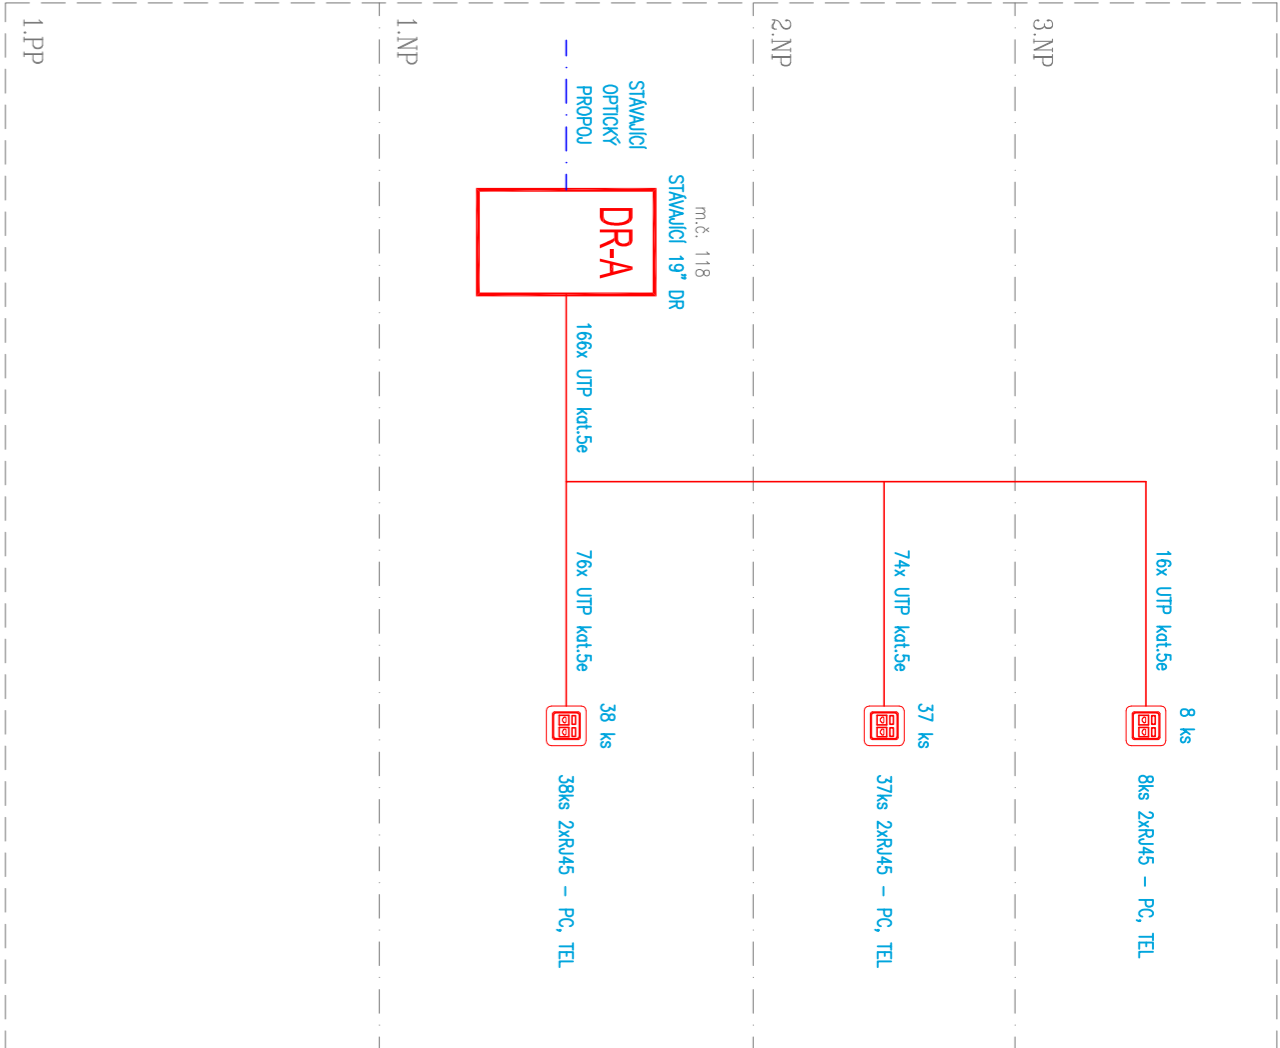 3.NP
16x UTP kat.5e
8 ks
8ks 2xRJ45 - PC, TEL
2.NP
74x UTP kat.5e
37 ks
37ks 2xRJ45 - PC, TEL
1.NP
STÁVAJÍCÍ
OPTICKÝ
PROPOJ
m.č. 118
STÁVAJÍCÍ 19" DR
DR-A
166x UTP kat.5e
76x UTP kat.5e
38 ks
38ks 2xRJ45 - PC, TEL
1.PP